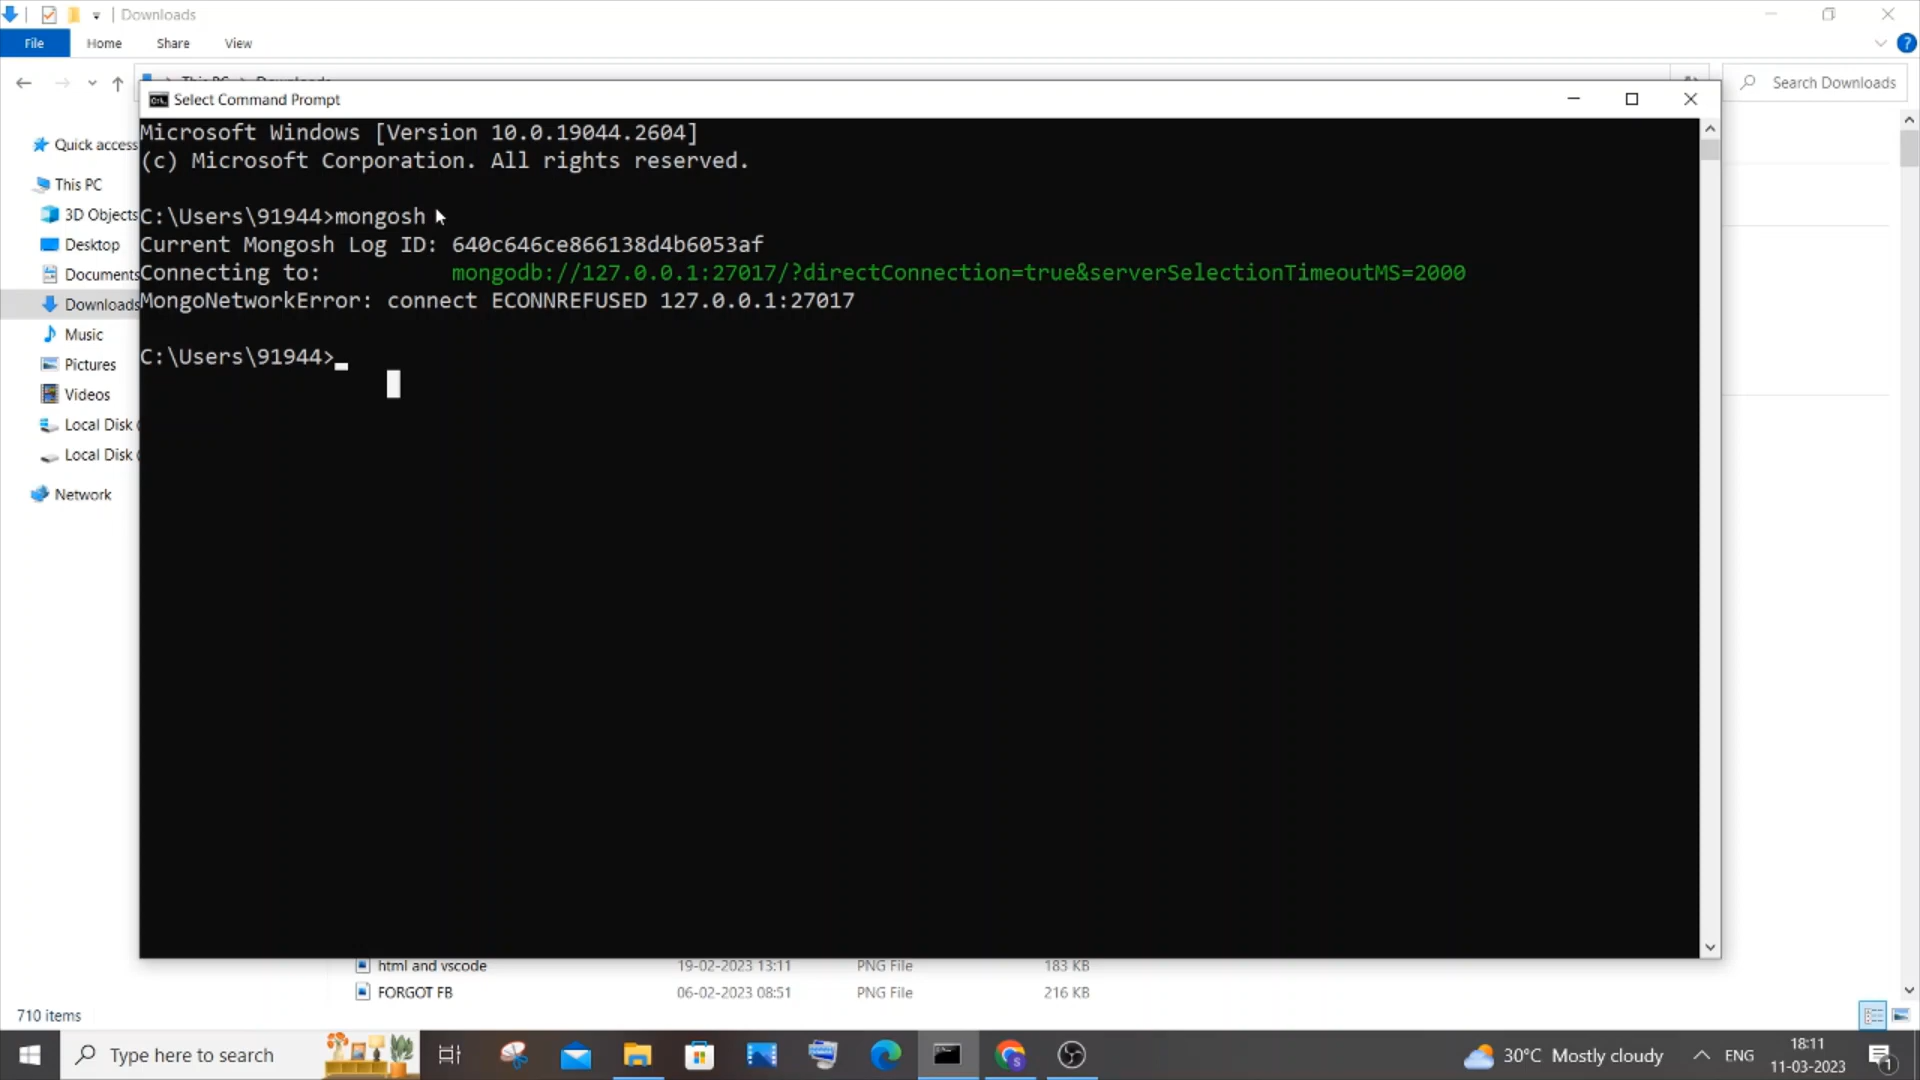 Downloads
File Home Share View
Search Downloads
Select Command Prompt
Microsoft Windows [Version 10.0.19044.2604]
(c) Microsoft Corporation. All rights reserved.
C:\Users\91944>mongosh
Current Mongosh Log ID: 640c646ce866138d4b6053af
Connecting to: mongodb://127.0.0.1:27017/?directConnection=true&serverSelectionTimeoutMS=2000
MongoNetworkError: connect ECONNREFUSED 127.0.0.1:27017
C:\Users\91944>
Quick access
This PC
3D Objects
Desktop
Documents
Downloads
Music
Pictures
Videos
Local Disk
Local Disk
Network
html and vscode 19-02-2023 13:11 PNG File 183 KB
FORGOT FB 06-02-2023 08:51 PNG File 216 KB
710 items
Type here to search
30°C Mostly cloudy
ENG
18:11
11-03-2023
1